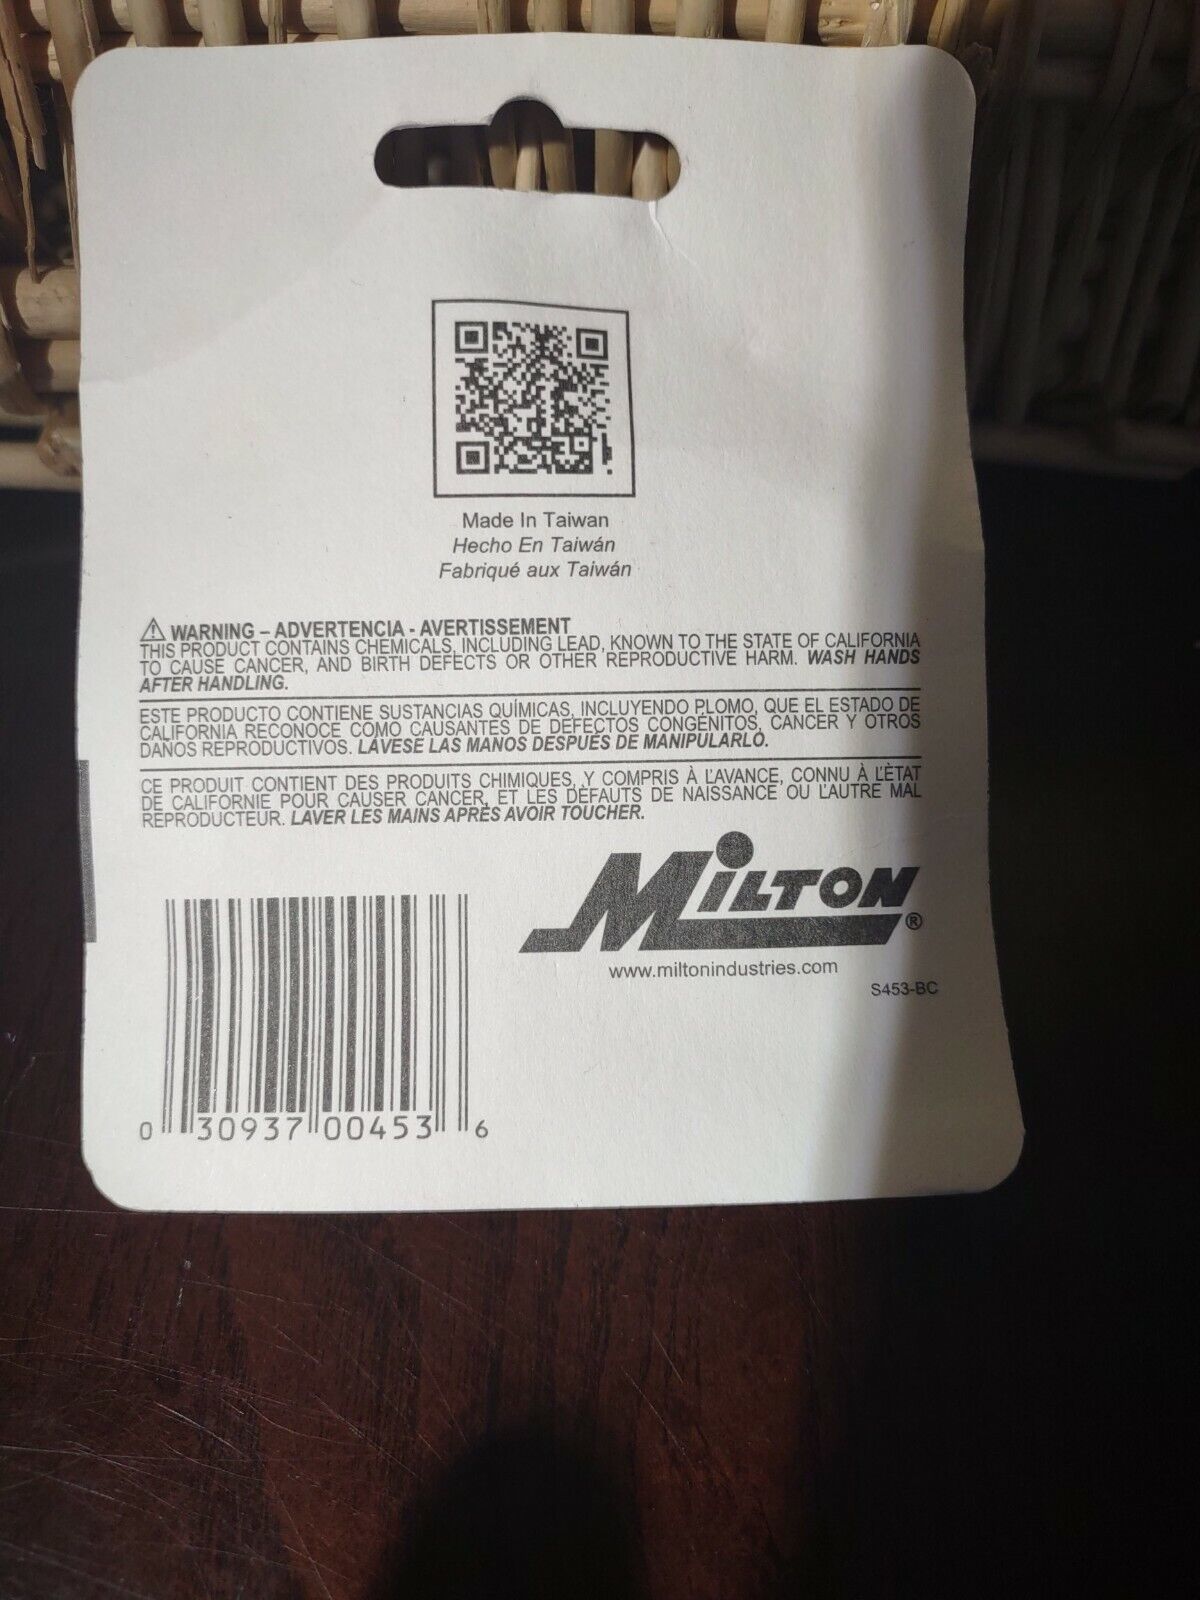 Made In Taiwan
Hecho En Taiwán
Fabriqué aux Taiwán
⚠ WARNING – ADVERTENCIA - AVERTISSEMENT
THIS PRODUCT CONTAINS CHEMICALS, INCLUDING LEAD, KNOWN TO THE STATE OF CALIFORNIA
TO CAUSE CANCER, AND BIRTH DEFECTS OR OTHER REPRODUCTIVE HARM. WASH HANDS
AFTER HANDLING.
ESTE PRODUCTO CONTIENE SUSTANCIAS QUÍMICAS, INCLUYENDO PLOMO, QUE EL ESTADO DE
CALIFORNIA RECONOCE COMO CAUSANTES DE DEFECTOS CONGÉNITOS, CANCER Y OTROS
DANOS REPRODUCTIVOS. LÁVESE LAS MANOS DESPUÉS DE MANIPULARLO.
CE PRODUIT CONTIENT DES PRODUITS CHIMIQUES, Y COMPRIS À L'AVANCE, CONNU À L'ÈTAT
DE CALIFORNIE POUR CAUSER CANCER, ET LES DÉFAUTS DE NAISSANCE OU L'AUTRE MAL
REPRODUCTEUR. LAVER LES MAINS APRÈS AVOIR TOUCHER.
MILTON®
www.miltonindustries.com
S453-BC
0 30937 00453 6